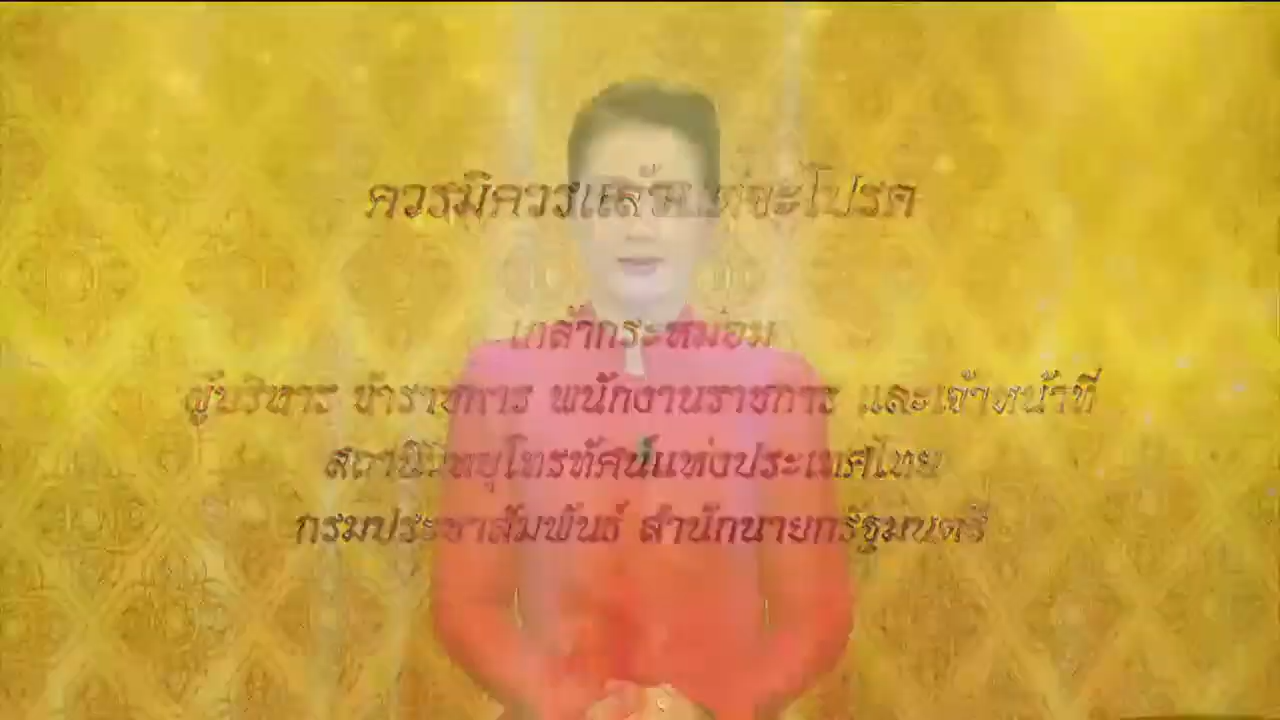 ควรมิควรแล้วแต่จะโปรด
เกล้ากระหม่อม
ผู้บริหาร ข้าราชการ พนักงานราชการ และเจ้าหน้าที่
สถานีวิทยุโทรทัศน์แห่งประเทศไทย
กรมประชาสัมพันธ์ สำนักนายกรัฐมนตรี